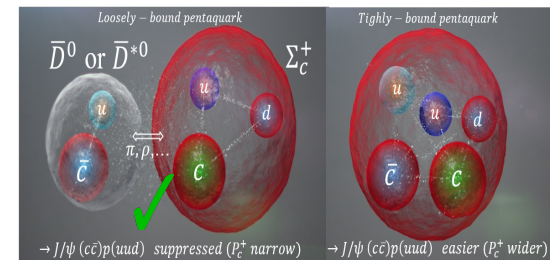 Loosely – bound pentaquark
D̅⁰ or D̅*⁰
Σc⁺
u
c̅
π, ρ, ...
u
d
c
→ J/ψ (cc̅)p(uud) suppressed (Pc⁺ narrow)
Tighly – bound pentaquark
u
u
d
c̅
c
→ J/ψ (cc̅)p(uud) easier (Pc⁺ wider)